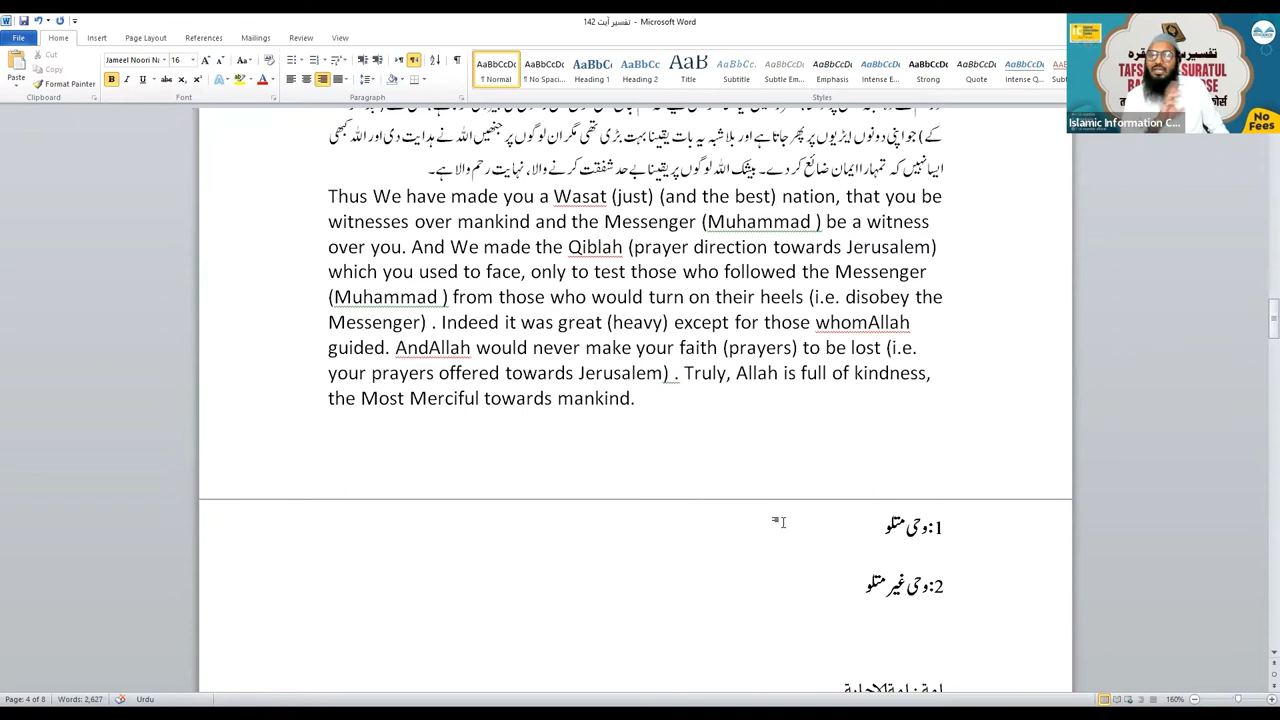 تفسیر آیت 142 - Microsoft Word
File Home Insert Page Layout References Mailings Review View
Cut
Copy
Format Painter
Paste
Clipboard
Jameel Noori N 16
Font
Paragraph
AaBbCcDc AaBbCcDc AaBbCc AaBbCc AaB AaBbCcL AaBbCcDc AaBbCcDc AaBbCcDc AaBbCcDc AaBbCcDc
¶ Normal ¶ No Spaci... Heading 1 Heading 2 Title Subtitle Subtle Em... Emphasis Intense E... Strong Quote Intense Q...
Styles
TAFS
Islamic Information C...
No
Fees
کے) جو اپنی دونوں ایڑیوں پر پھر جاتا ہے اور بلاشبہ یہ بات یقینا بہت بڑی تھی مگر ان لوگوں پر جنھیں اللہ نے ہدایت دی اور اللہ کبھی
ایسا نہیں کہ تمہارا ایمان ضائع کر دے۔ بیشک اللہ لوگوں پر یقینا بے حد شفقت کرنے والا، نہایت رحم والا ہے۔
Thus We have made you a Wasat (just) (and the best) nation, that you be
witnesses over mankind and the Messenger (Muhammad ) be a witness
over you. And We made the Qiblah (prayer direction towards Jerusalem)
which you used to face, only to test those who followed the Messenger
(Muhammad ) from those who would turn on their heels (i.e. disobey the
Messenger) . Indeed it was great (heavy) except for those whomAllah
guided. AndAllah would never make your faith (prayers) to be lost (i.e.
your prayers offered towards Jerusalem) . Truly, Allah is full of kindness,
the Most Merciful towards mankind.
1:وحی متلو
2:وحی غیر متلو
Page: 4 of 8 Words: 2,627 Urdu 160%